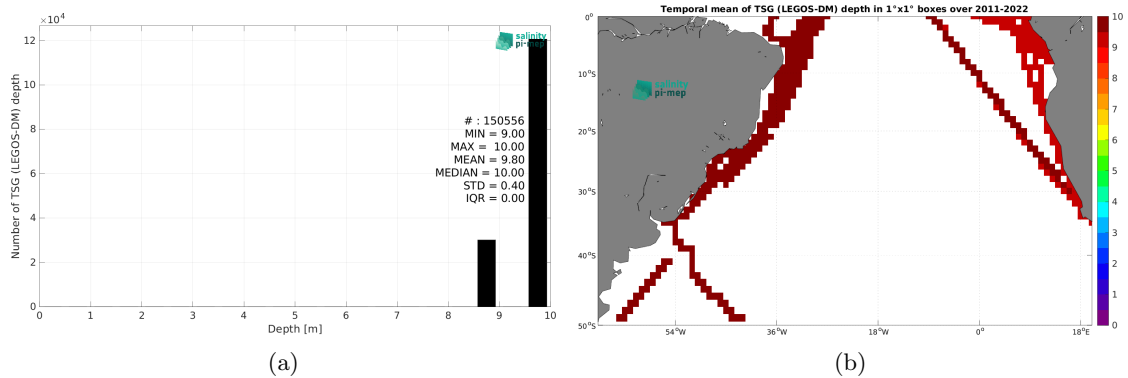 ×10⁴
12
10
8
6
4
2
0
Number of TSG (LEGOS-DM) depth
salinity
pi-mep
# : 150556
MIN = 9.00
MAX = 10.00
MEAN = 9.80
MEDIAN = 10.00
STD = 0.40
IQR = 0.00
0 1 2 3 4 5 6 7 8 9 10
Depth [m]
(a)
Temporal mean of TSG (LEGOS-DM) depth in 1°x1° boxes over 2011-2022
0°
10°S
20°S
30°S
40°S
50°S
salinity
pi-mep
54°W 36°W 18°W 0° 18°E
10
9
8
7
6
5
4
3
2
1
0
(b)